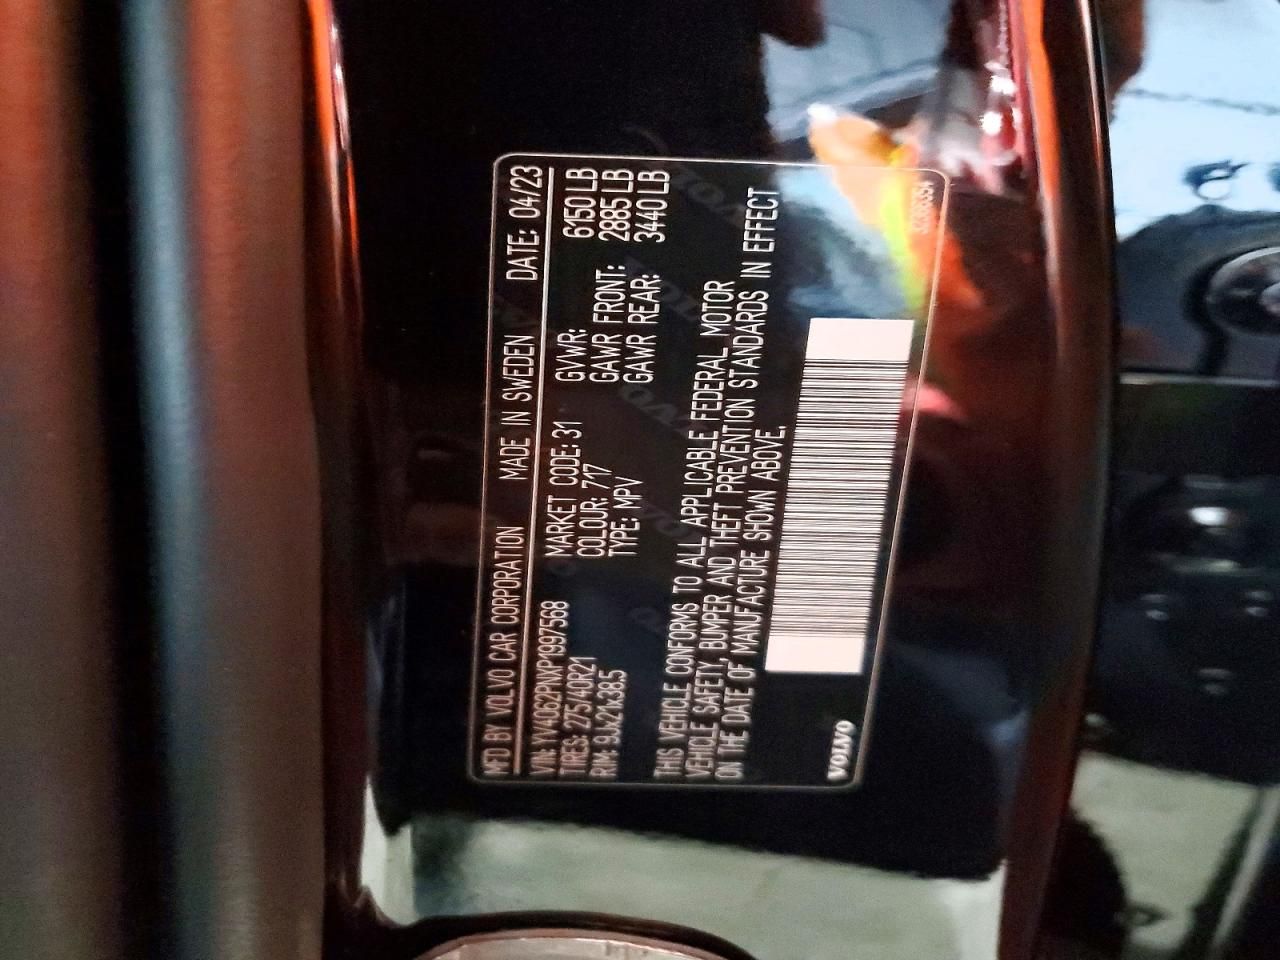 MFD BY VOLVO CAR CORPORATION MADE IN SWEDEN DATE: 04/23
VIN: YV4062PNXP1997568 MARKET CODE: 31 GVWR: 6150 LB
TIRES: 275/40R21 COLOUR: 717 GAWR FRONT: 2885 LB
RIM: 9Jx21x38.5 TYPE: MPV GAWR REAR: 3440 LB
THIS VEHICLE CONFORMS TO ALL APPLICABLE FEDERAL MOTOR
VEHICLE SAFETY, BUMPER AND THEFT PREVENTION STANDARDS IN EFFECT
ON THE DATE OF MANUFACTURE SHOWN ABOVE.
VOLVO